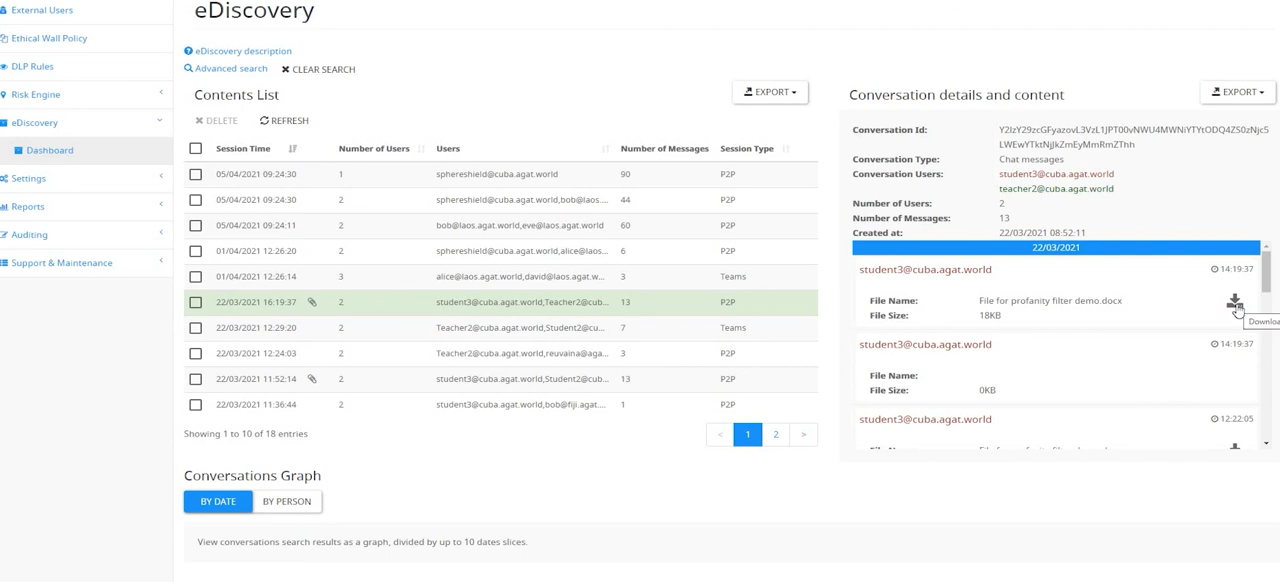 eDiscovery
External Users
Ethical Wall Policy
DLP Rules
Risk Engine
eDiscovery
Dashboard
Settings
Reports
Auditing
Support & Maintenance
eDiscovery description
Advanced search CLEAR SEARCH
Contents List EXPORT
DELETE REFRESH
Session Time Number of Users Users Number of Messages Session Type
05/04/2021 09:24:30 1 sphereshield@cuba.agat.world 90 P2P
05/04/2021 09:24:30 2 sphereshield@cuba.agat.world,bob@laos.... 44 P2P
05/04/2021 09:24:11 2 bob@laos.agat.world,eve@laos.agat.world 60 P2P
01/04/2021 12:26:20 2 sphereshield@cuba.agat.world,alice@laos... 6 P2P
01/04/2021 12:26:14 3 alice@laos.agat.world,david@laos.agat.w... 3 Teams
22/03/2021 16:19:37 2 student3@cuba.agat.world,Teacher2@cub... 13 P2P
22/03/2021 12:29:20 2 Teacher2@cuba.agat.world,Student2@cu... 7 Teams
22/03/2021 12:24:03 2 Teacher2@cuba.agat.world,reuvaina@aga... 3 P2P
22/03/2021 11:52:14 2 student3@cuba.agat.world,Student2@cub... 13 P2P
22/03/2021 11:36:44 2 student3@cuba.agat.world,bob@fiji.agat.... 1 P2P
Showing 1 to 10 of 18 entries < 1 2 >
Conversations Graph
BY DATE BY PERSON
View conversations search results as a graph, divided by up to 10 dates slices.
Conversation details and content EXPORT
Conversation Id:
Conversation Type: Chat messages
Conversation Users: student3@cuba.agat.world
teacher2@cuba.agat.world
Number of Users: 2
Number of Messages: 13
Created at: 22/03/2021 08:52:11
22/03/2021
student3@cuba.agat.world 14:19:37
File Name: File for profanity filter demo.docx
File Size: 18KB
Downloa
student3@cuba.agat.world 14:19:37
File Name:
File Size: 0KB
student3@cuba.agat.world 12:22:05